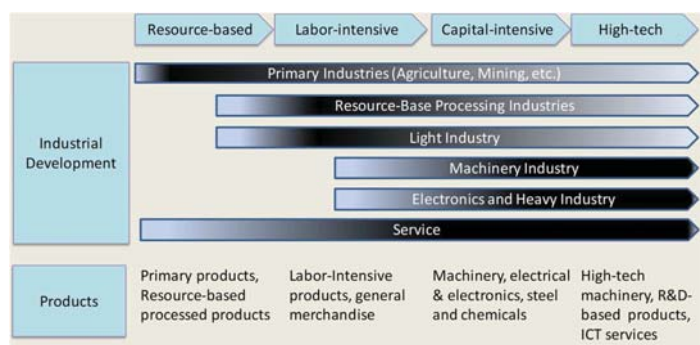 Resource-based
Labor-intensive
Capital-intensive
High-tech
Industrial
Development
Primary Industries (Agriculture, Mining, etc.)
Resource-Base Processing Industries
Light Industry
Machinery Industry
Electronics and Heavy Industry
Service
Products
Primary products,
Resource-based
processed products
Labor-Intensive
products, general
merchandise
Machinery, electrical
& electronics, steel
and chemicals
High-tech
machinery, R&D-
based products,
ICT services